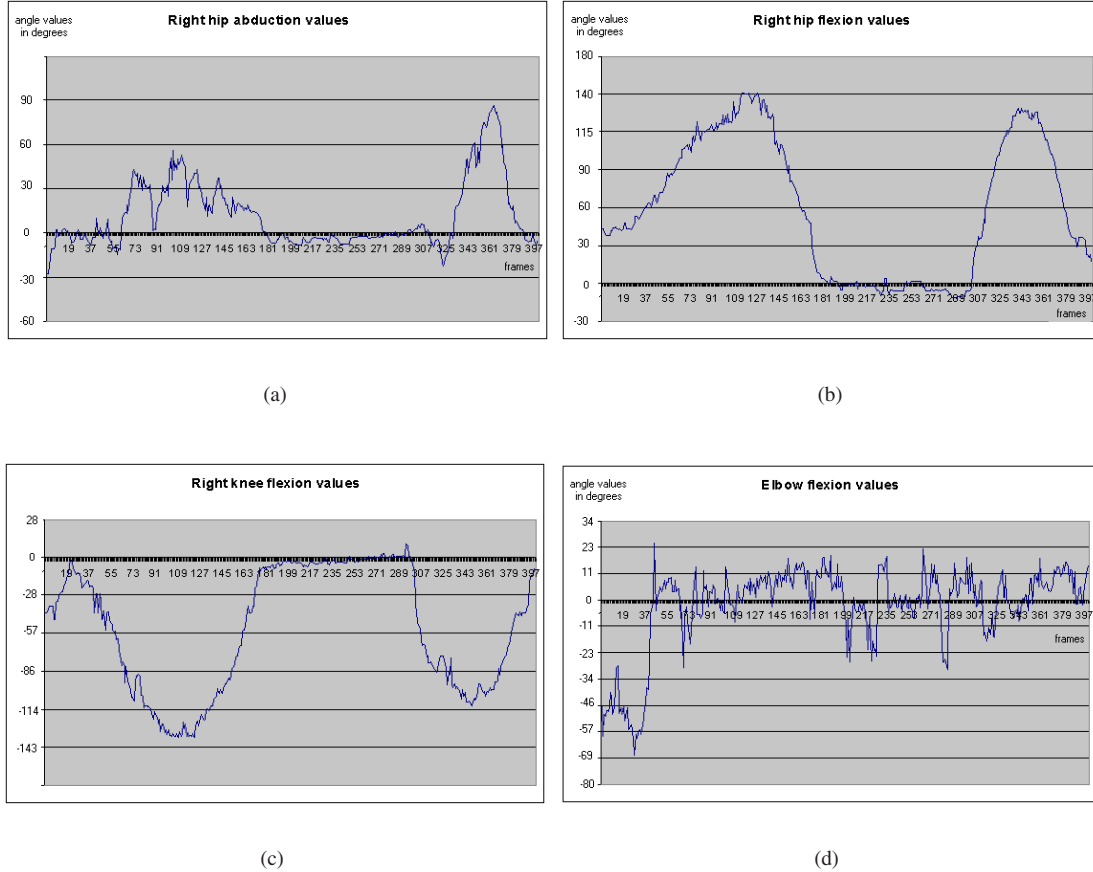 Right hip abduction values
angle values
in degrees
90
60
30
0
-30
-60
19 37 55 73 91 109 127 145 163 181 199 217 235 253 271 289 307 325 343 361 379 397
frames
(a)
Right hip flexion values
angle values
in degrees
180
140
115
90
60
30
0
-30
19 37 55 73 91 109 127 145 163 181 199 217 235 253 271 289 307 325 343 361 379 397
frames
(b)
Right knee flexion values
28
0
-28
-57
-86
-114
-143
19 37 55 73 91 109 127 145 163 181 199 217 235 253 271 289 307 325 343 361 379 397
(c)
Elbow flexion values
angle values
in degrees
34
23
11
0
-11
-23
-34
-46
-57
-69
-80
19 37 55 73 91 109 127 145 163 181 199 217 235 253 271 289 307 325 343 361 379 397
frames
(d)